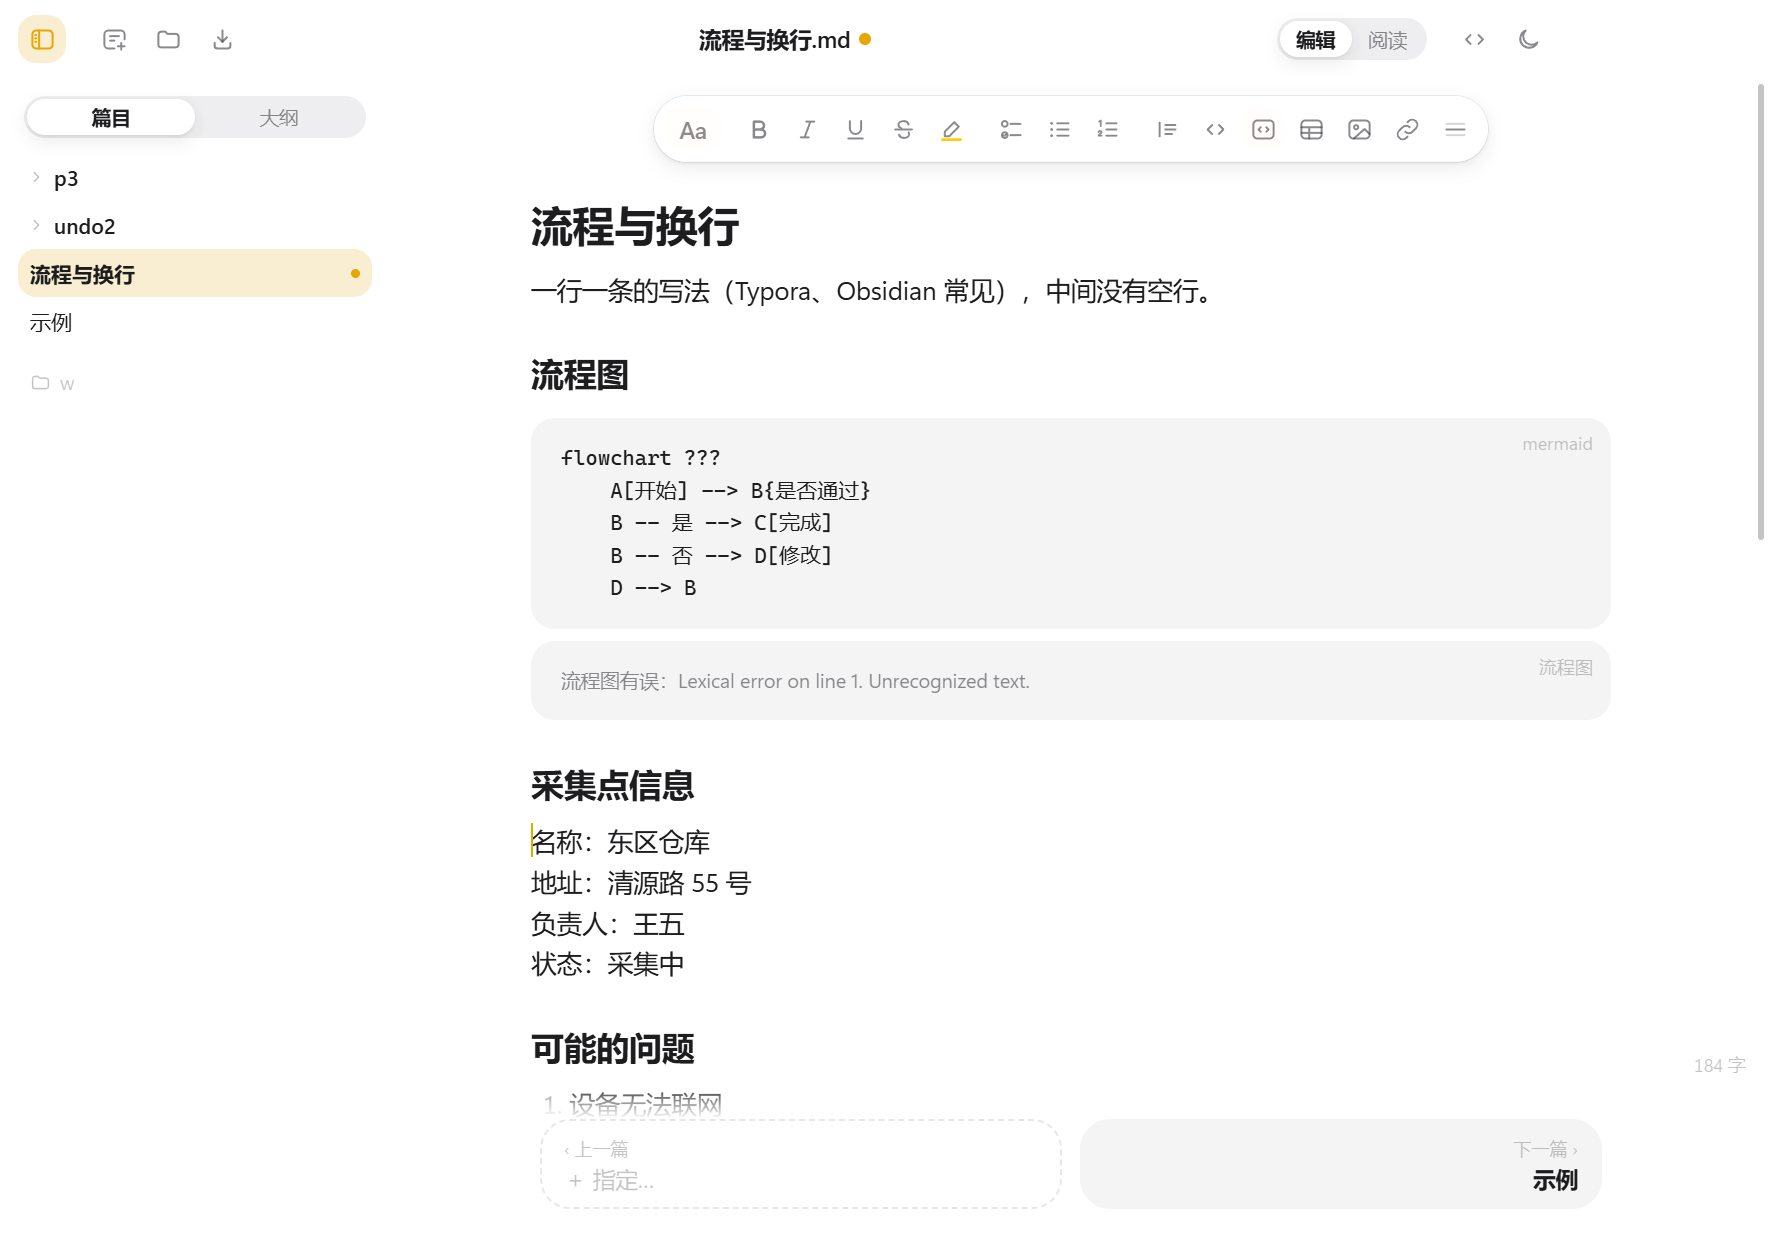 流程与换行.md
编辑 阅读
篇目 大纲
p3
undo2
流程与换行
示例
w
Aa B I U S
流程与换行
一行一条的写法（Typora、Obsidian 常见），中间没有空行。
流程图
mermaid
flowchart ???
    A[开始] --> B{是否通过}
    B -- 是 --> C[完成]
    B -- 否 --> D[修改]
    D --> B
流程图
流程图有误：Lexical error on line 1. Unrecognized text.
采集点信息
名称：东区仓库
地址：清源路 55 号
负责人：王五
状态：采集中
可能的问题
1. 设备无法联网
184 字
‹ 上一篇
+ 指定...
下一篇 ›
示例